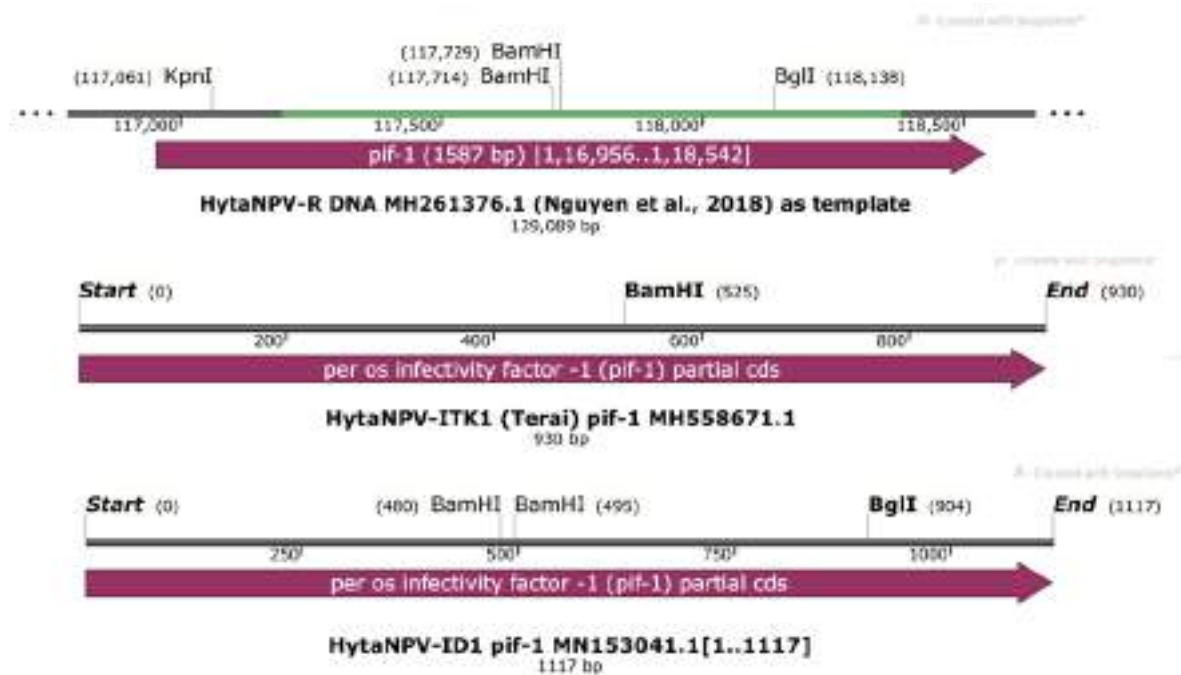 (117,729) BamHI
(117,061) KpnI (117,714) BamHI BglI (118,138)
117,000 117,500 118,000 118,500
pif-1 (1587 bp) [1,16,956..1,18,542]
HytaNPV-R DNA MH261376.1 (Nguyen et al., 2018) as template
139,089 bp
Start (0) BamHI (525) End (930)
200 400 600 800
per os infectivity factor -1 (pif-1) partial cds
HytaNPV-ITK1 (Terai) pif-1 MH558671.1
930 bp
Start (0) (480) BamHI BamHI (495) BglI (904) End (1117)
250 500 750 1000
per os infectivity factor -1 (pif-1) partial cds
HytaNPV-ID1 pif-1 MN153041.1[1..1117]
1117 bp